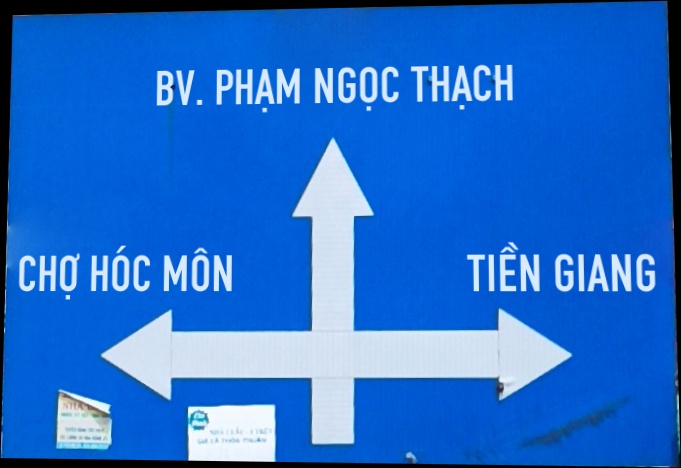 BV. PHẠM NGỌC THẠCH
CHỢ HÓC MÔN
TIỀN GIANG